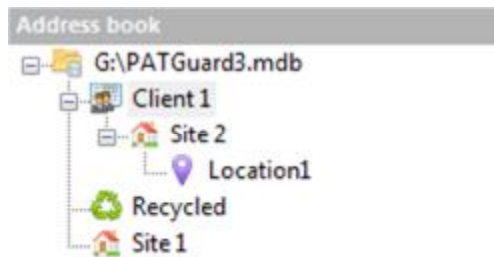 Address book
G:\PATGuard3.mdb
Client 1
Site 2
Location1
Recycled
Site 1